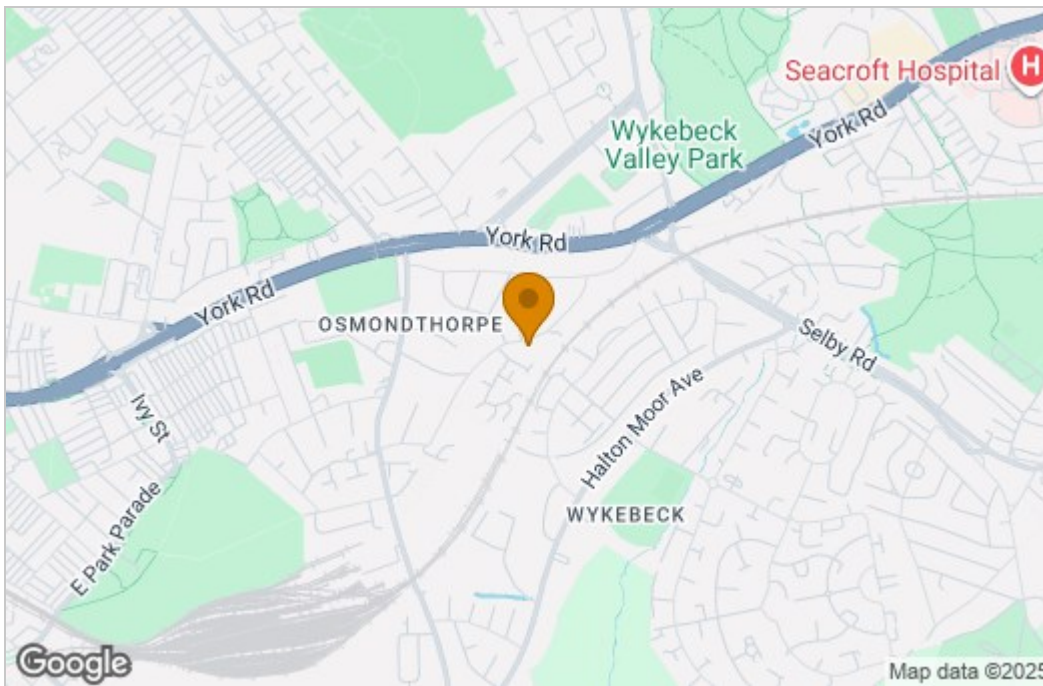 Seacroft Hospital
H
York Rd
Wykebeck
Valley Park
York Rd
York Rd
OSMONDTHORPE
Selby Rd
Ivy St
Halton Moor Ave
WYKEBECK
E Park Parade
Google
Map data ©2025